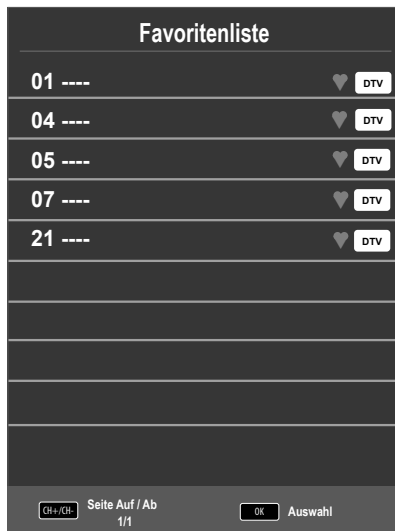 Favoritenliste
01 ---- DTV
04 ---- DTV
05 ---- DTV
07 ---- DTV
21 ---- DTV
CH+/CH- Seite Auf / Ab OK Auswahl
1/1